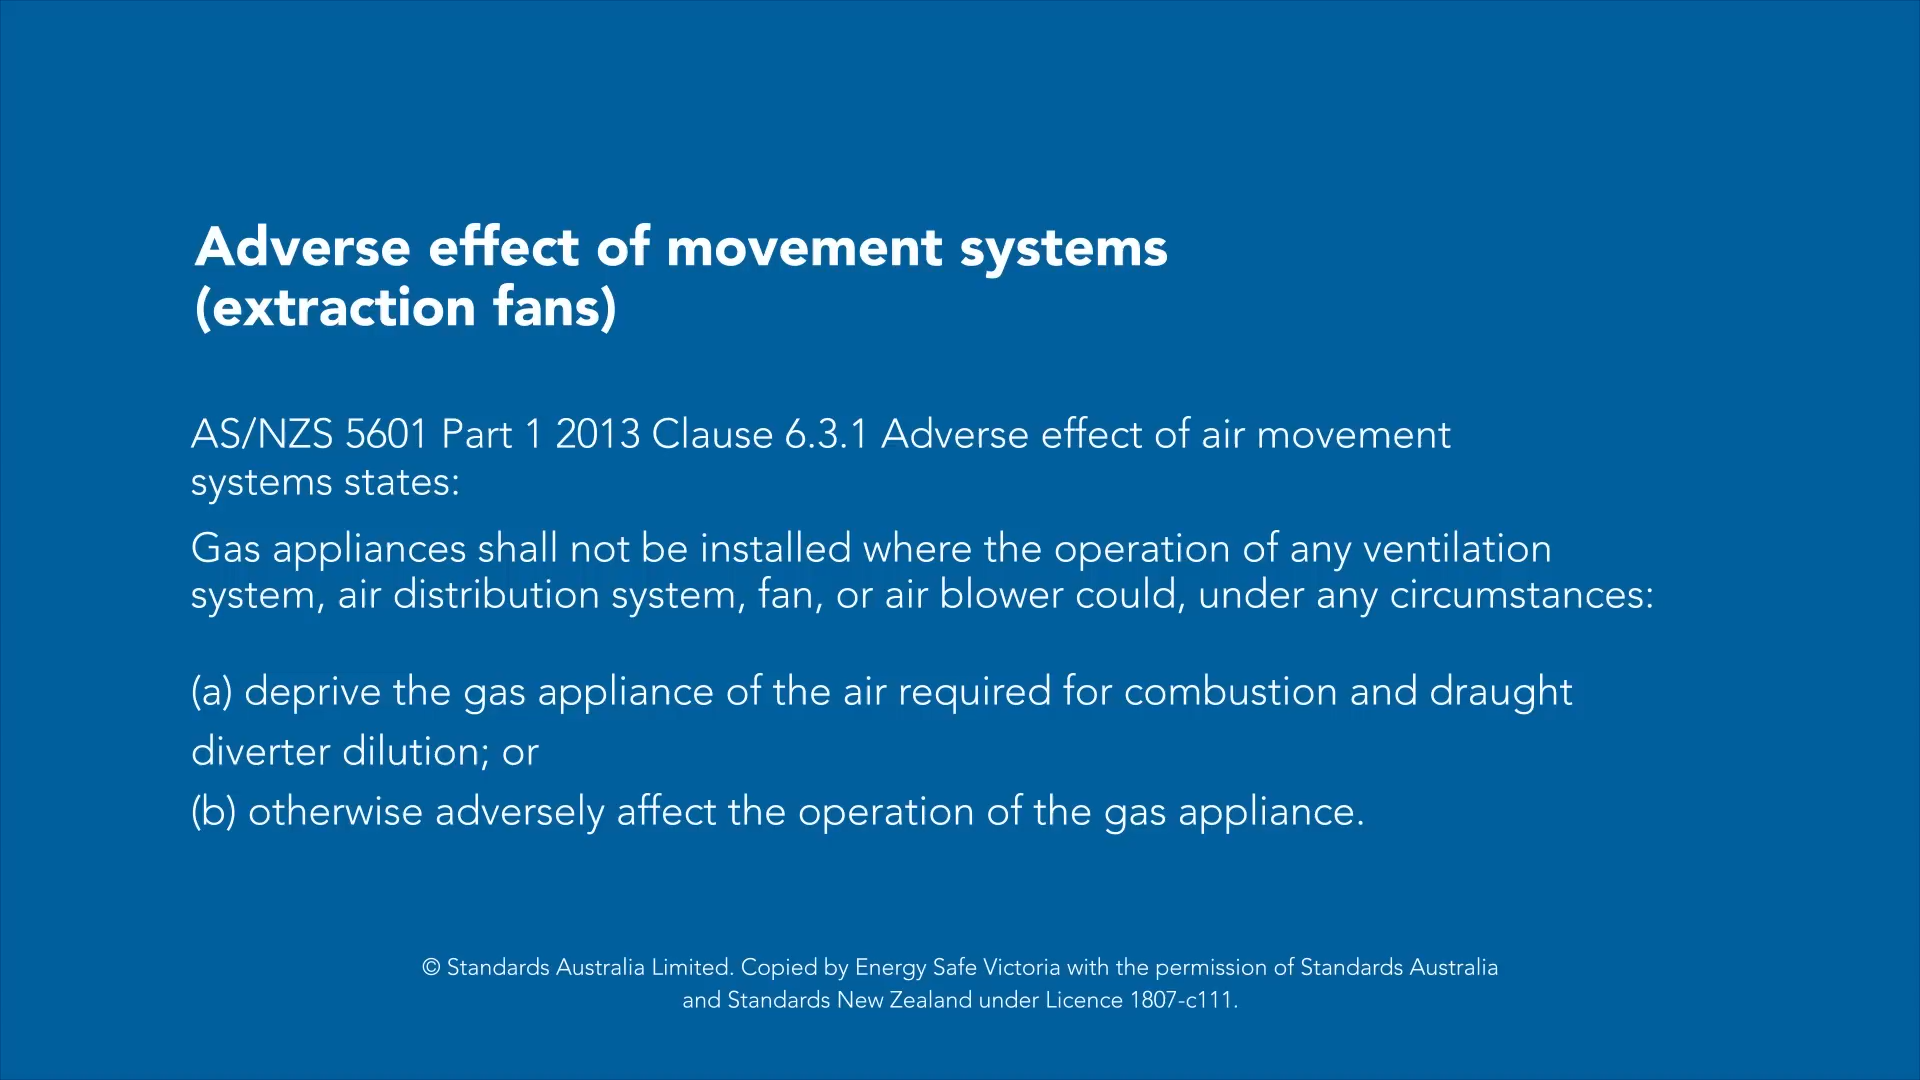 Adverse effect of movement systems
(extraction fans)
AS/NZS 5601 Part 1 2013 Clause 6.3.1 Adverse effect of air movement
systems states:
Gas appliances shall not be installed where the operation of any ventilation
system, air distribution system, fan, or air blower could, under any circumstances:
(a) deprive the gas appliance of the air required for combustion and draught
diverter dilution; or
(b) otherwise adversely affect the operation of the gas appliance.
© Standards Australia Limited. Copied by Energy Safe Victoria with the permission of Standards Australia
and Standards New Zealand under Licence 1807-c111.